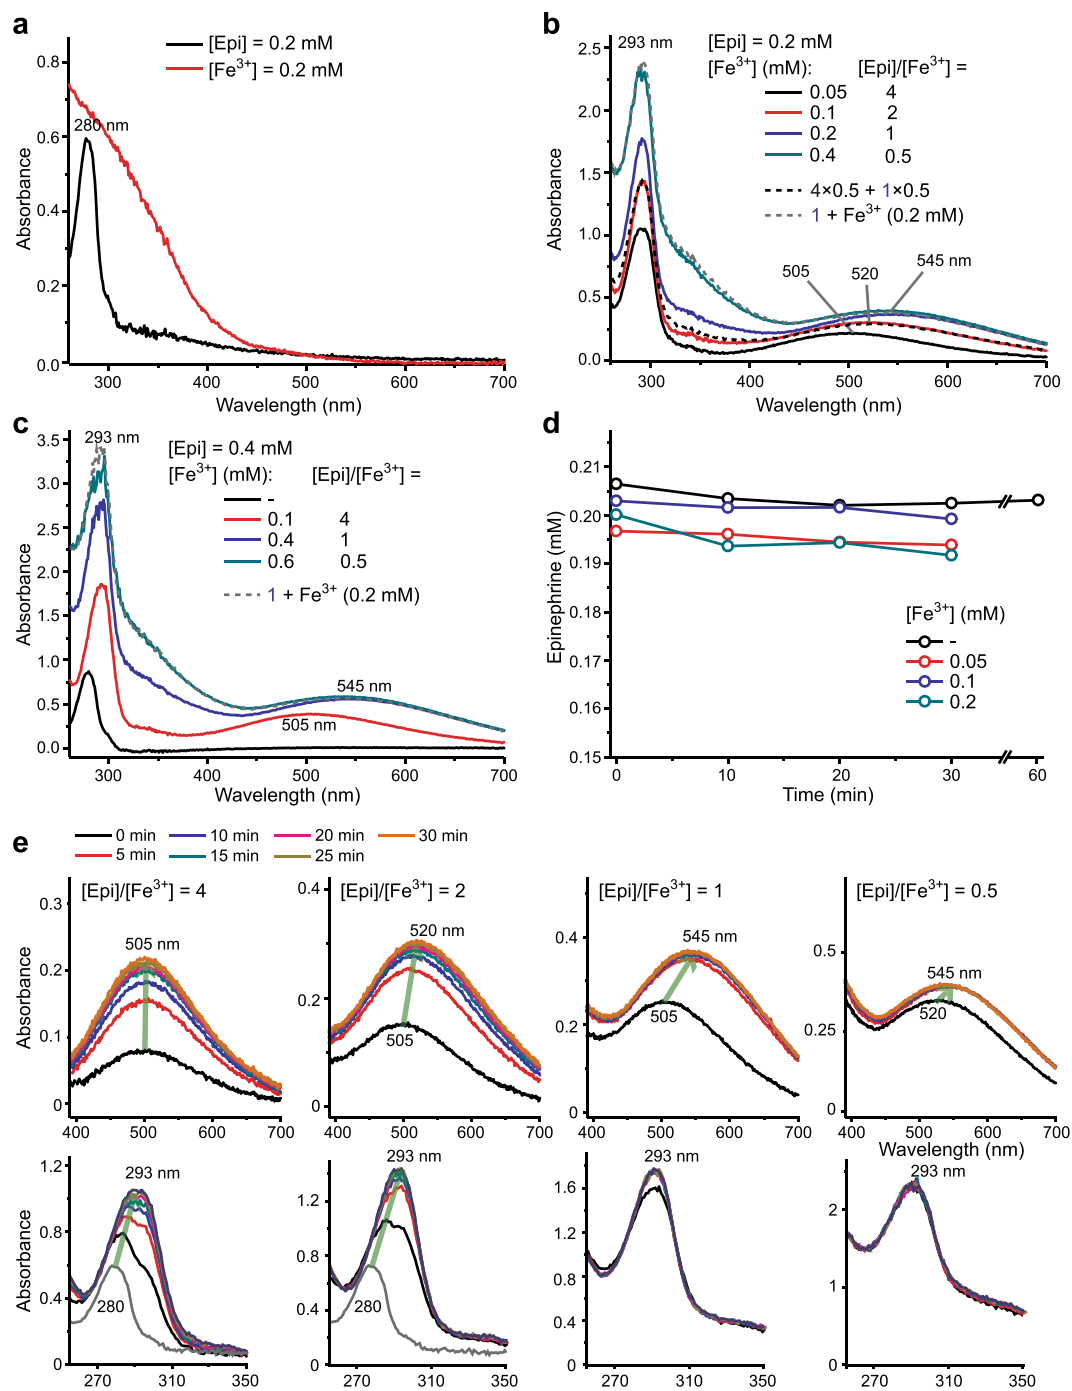 a
[Epi] = 0.2 mM
[Fe³⁺] = 0.2 mM
280 nm
0.8
0.6
0.4
0.2
0.0
300 400 500 600 700
Absorbance
Wavelength (nm)
b
293 nm
[Epi] = 0.2 mM
[Fe³⁺] (mM): [Epi]/[Fe³⁺] =
0.05 4
0.1 2
0.2 1
0.4 0.5
4×0.5 + 1×0.5
1 + Fe³⁺ (0.2 mM)
505 520 545 nm
2.5
2.0
1.5
1.0
0.5
0.0
300 400 500 600 700
Absorbance
Wavelength (nm)
c
293 nm
[Epi] = 0.4 mM
[Fe³⁺] (mM): [Epi]/[Fe³⁺] =
-
0.1 4
0.4 1
0.6 0.5
1 + Fe³⁺ (0.2 mM)
545 nm
505 nm
3.5
3.0
2.5
2.0
1.5
1.0
0.5
0.0
300 400 500 600 700
Absorbance
Wavelength (nm)
d
0.21
0.20
0.19
0.18
0.17
0.16
0.15
Epinephrine (mM)
[Fe³⁺] (mM)
-
0.05
0.1
0.2
0 10 20 30 60
Time (min)
e
0 min 10 min 20 min 30 min
5 min 15 min 25 min
[Epi]/[Fe³⁺] = 4
505 nm
0.3
0.2
0.1
0
400 500 600 700
Absorbance
[Epi]/[Fe³⁺] = 2
520 nm
505
0.4
0.2
0
400 500 600 700
[Epi]/[Fe³⁺] = 1
545 nm
505
0.4
0.2
0
400 500 600 700
[Epi]/[Fe³⁺] = 0.5
545 nm
520
0.5
0.25
0
400 500 600 700
Wavelength (nm)
293 nm
280
1.2
0.8
0.4
0
270 310 350
Absorbance
293 nm
280
1.2
0.8
0.4
0
270 310 350
293 nm
1.6
1.2
0.8
0.4
0
270 310 350
293 nm
2
1
0
270 310 350